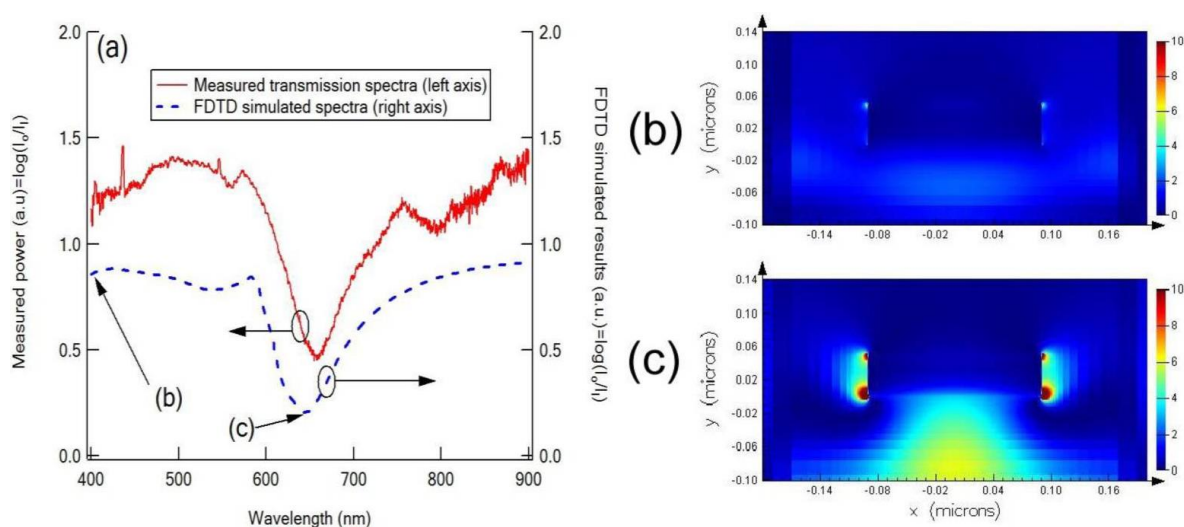 (a)
2.0
1.5
1.0
0.5
0.0
Measured power (a.u)=log(Io/I)
Measured transmission spectra (left axis)
FDTD simulated spectra (right axis)
2.0
1.5
1.0
0.5
0.0
FDTD simulated results (a.u.)=log(Io/I)
(b)
(c)
400 500 600 700 800 900
Wavelength (nm)
(b)
0.14
0.10
0.06
0.02
-0.02
-0.06
-0.10
y (microns)
-0.14 -0.08 -0.02 0.04 0.10 0.16
10
8
6
4
2
0
(c)
0.14
0.10
0.06
0.02
-0.02
-0.06
-0.10
y (microns)
-0.14 -0.08 -0.02 0.04 0.10 0.16
x (microns)
10
8
6
4
2
0